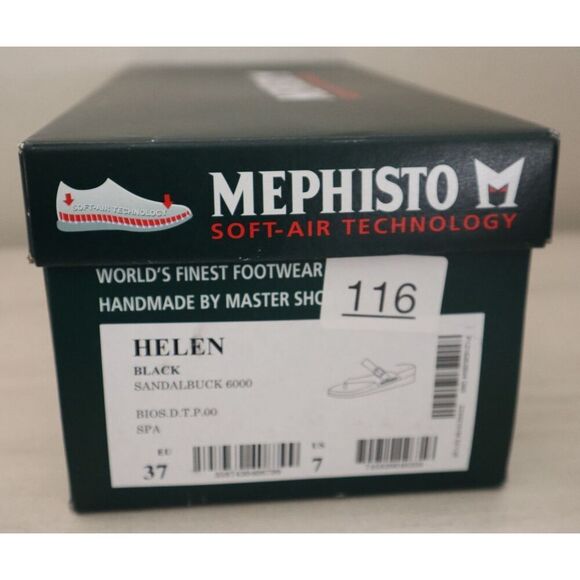 SOFT-AIR TECHNOLOGY
MEPHISTO
SOFT-AIR TECHNOLOGY
WORLD'S FINEST FOOTWEAR
HANDMADE BY MASTER SHO
116
HELEN
BLACK
SANDALBUCK 6000
BIOS.D.T.P.00
SPA
EU 37
US 7